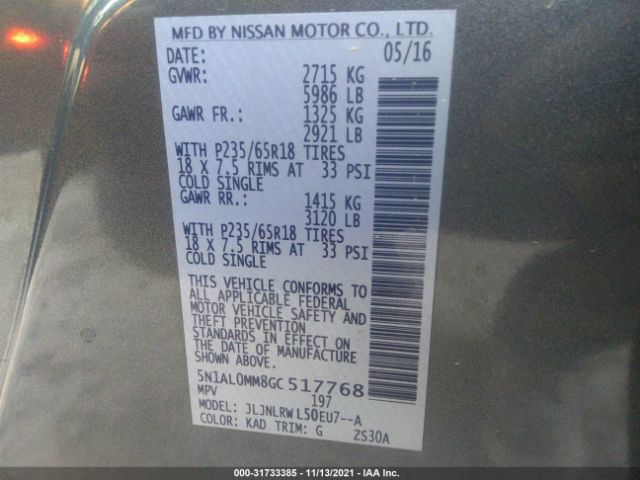 MFD BY NISSAN MOTOR CO., LTD.
DATE: 05/16
GVWR: 2715 KG
5986 LB
GAWR FR.: 1325 KG
2921 LB
WITH P235/65R18 TIRES
18 X 7.5 RIMS AT 33 PSI
COLD SINGLE
GAWR RR.: 1415 KG
3120 LB
WITH P235/65R18 TIRES
18 X 7.5 RIMS AT 33 PSI
COLD SINGLE
THIS VEHICLE CONFORMS TO
ALL APPLICABLE FEDERAL
MOTOR VEHICLE SAFETY AND
THEFT PREVENTION
STANDARDS IN EFFECT ON
THE DATE OF MANUFACTURE
SHOWN ABOVE.
5N1AL0MM8GC517768
MPV 197
MODEL: JLJNLRWL50EU7--A
COLOR: KAD TRIM: G ZS30A
000-31733385 - 11/13/2021 - IAA Inc.